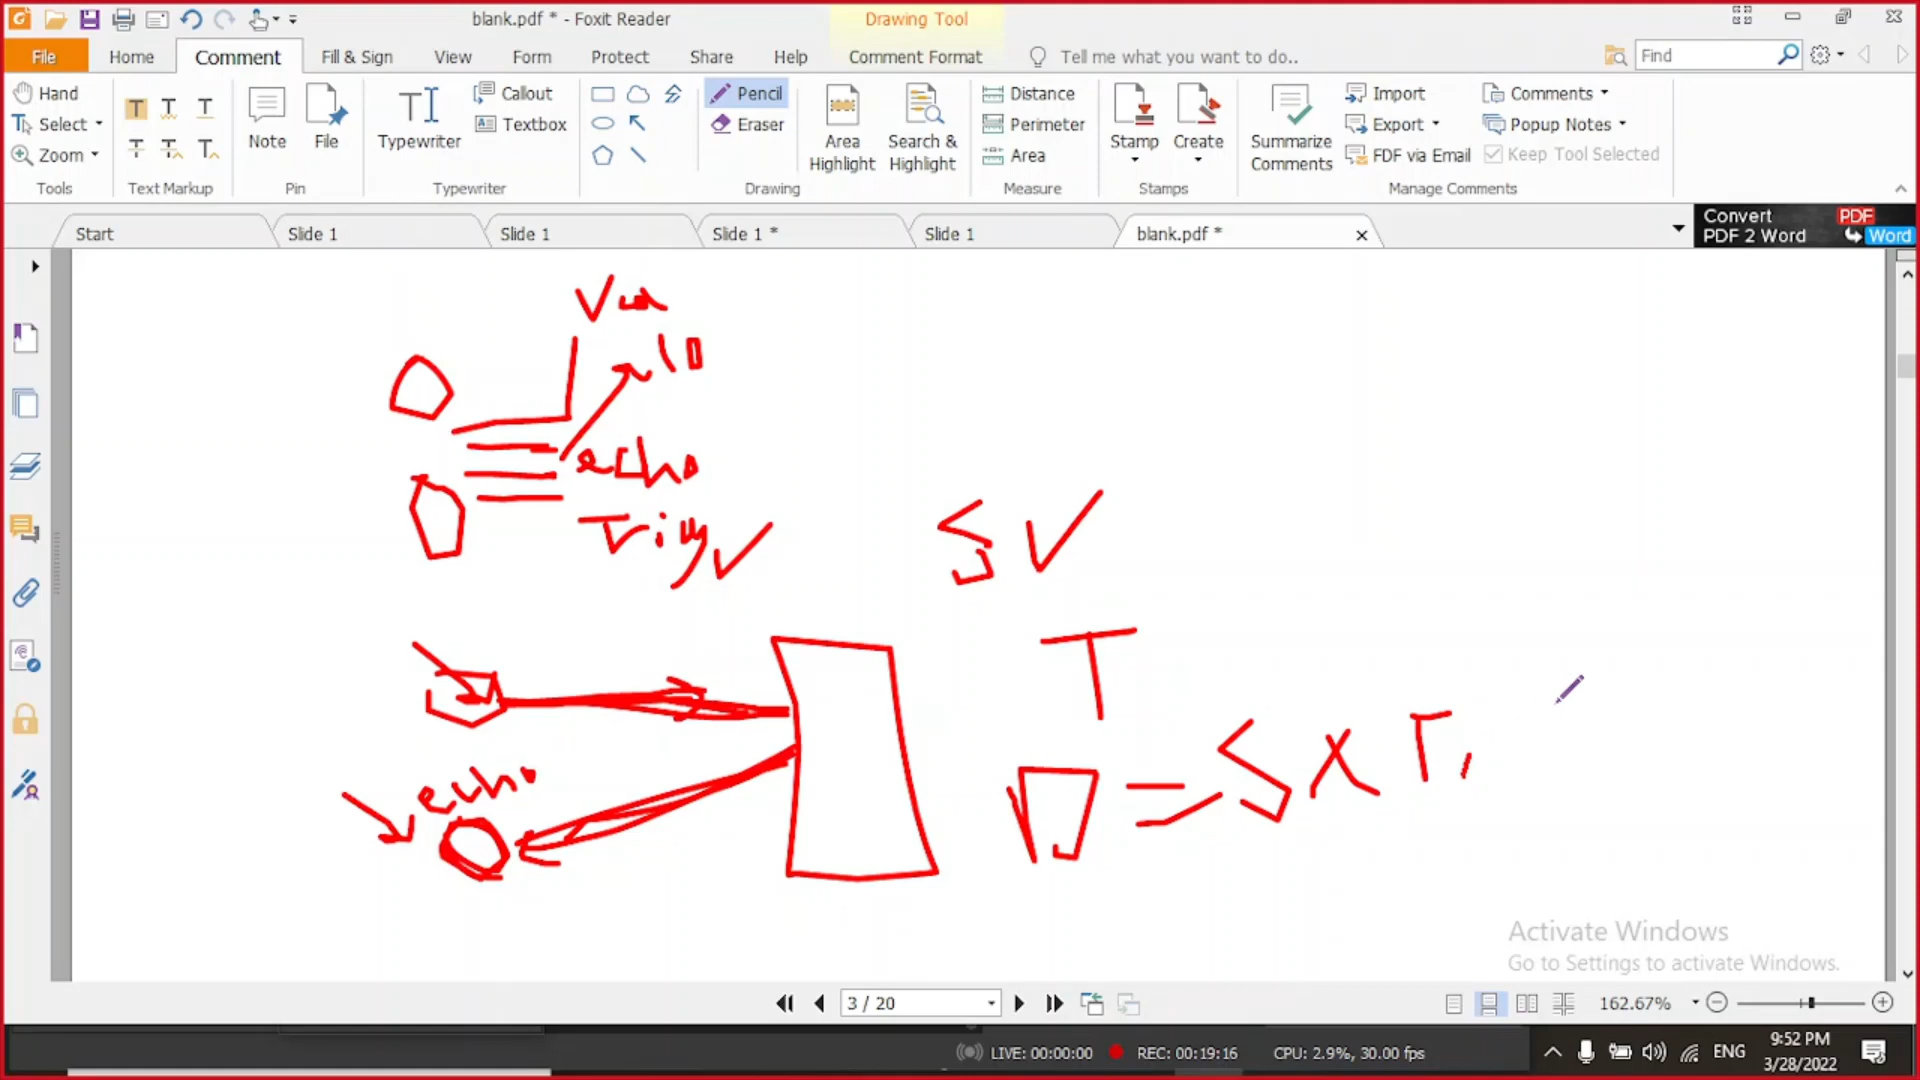 blank.pdf * - Foxit Reader
Drawing Tool
File Home Comment Fill & Sign View Form Protect Share Help Comment Format Tell me what you want to do.. Find
Hand
Select
Zoom
Tools
Text Markup
Note
File
Pin
Typewriter
Callout
Textbox
Typewriter
Pencil
Eraser
Area Highlight
Search & Highlight
Drawing
Distance
Perimeter
Area
Measure
Stamp
Create
Stamps
Summarize Comments
Import
Export
FDF via Email
Comments
Popup Notes
Keep Tool Selected
Manage Comments
Start Slide 1 Slide 1 Slide 1 * Slide 1 blank.pdf *
Convert PDF
PDF 2 Word Word
10
echo
Trig
S
T
echo
D = S X T
Activate Windows
Go to Settings to activate Windows.
3 / 20
162.67%
LIVE: 00:00:00 REC: 00:19:16 CPU: 2.9%, 30.00 fps
ENG
9:52 PM
3/28/2022